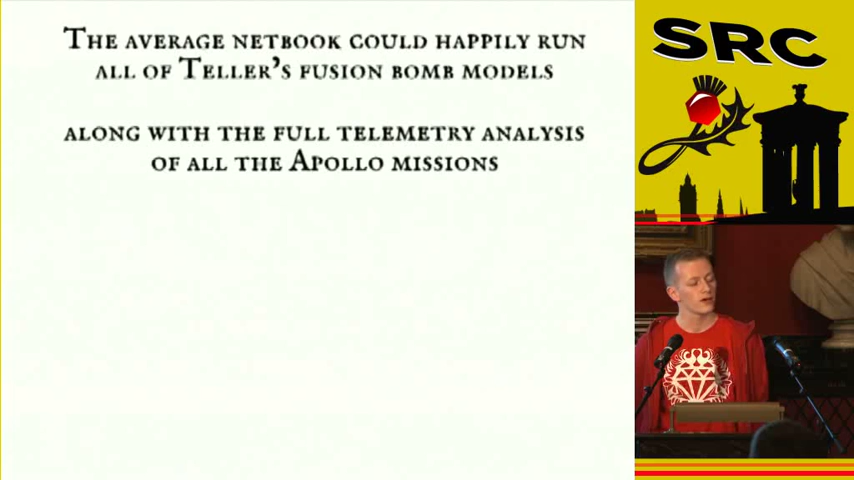 The average netbook could happily run
all of Teller's fusion bomb models
along with the full telemetry analysis
of all the Apollo missions
SRC